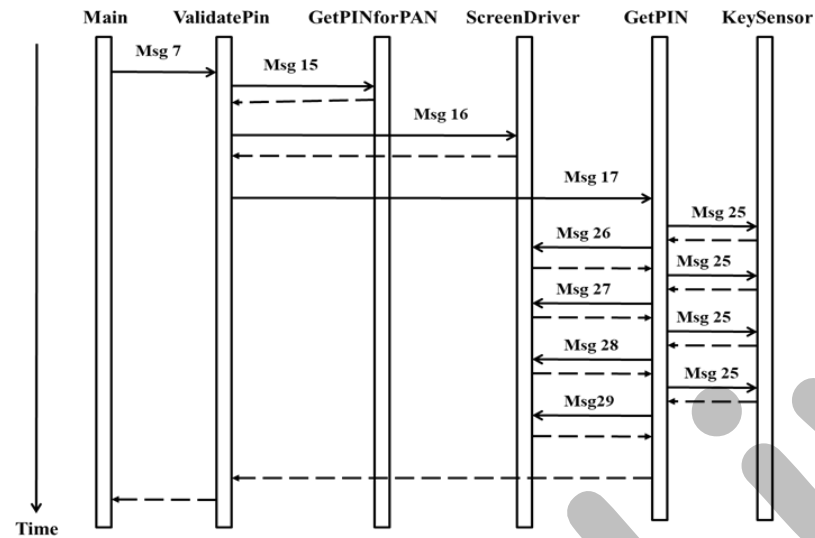 Main ValidatePin GetPINforPAN ScreenDriver GetPIN KeySensor
Msg 7
Msg 15
Msg 16
Msg 17
Msg 25
Msg 26
Msg 25
Msg 27
Msg 25
Msg 28
Msg 25
Msg29
Time